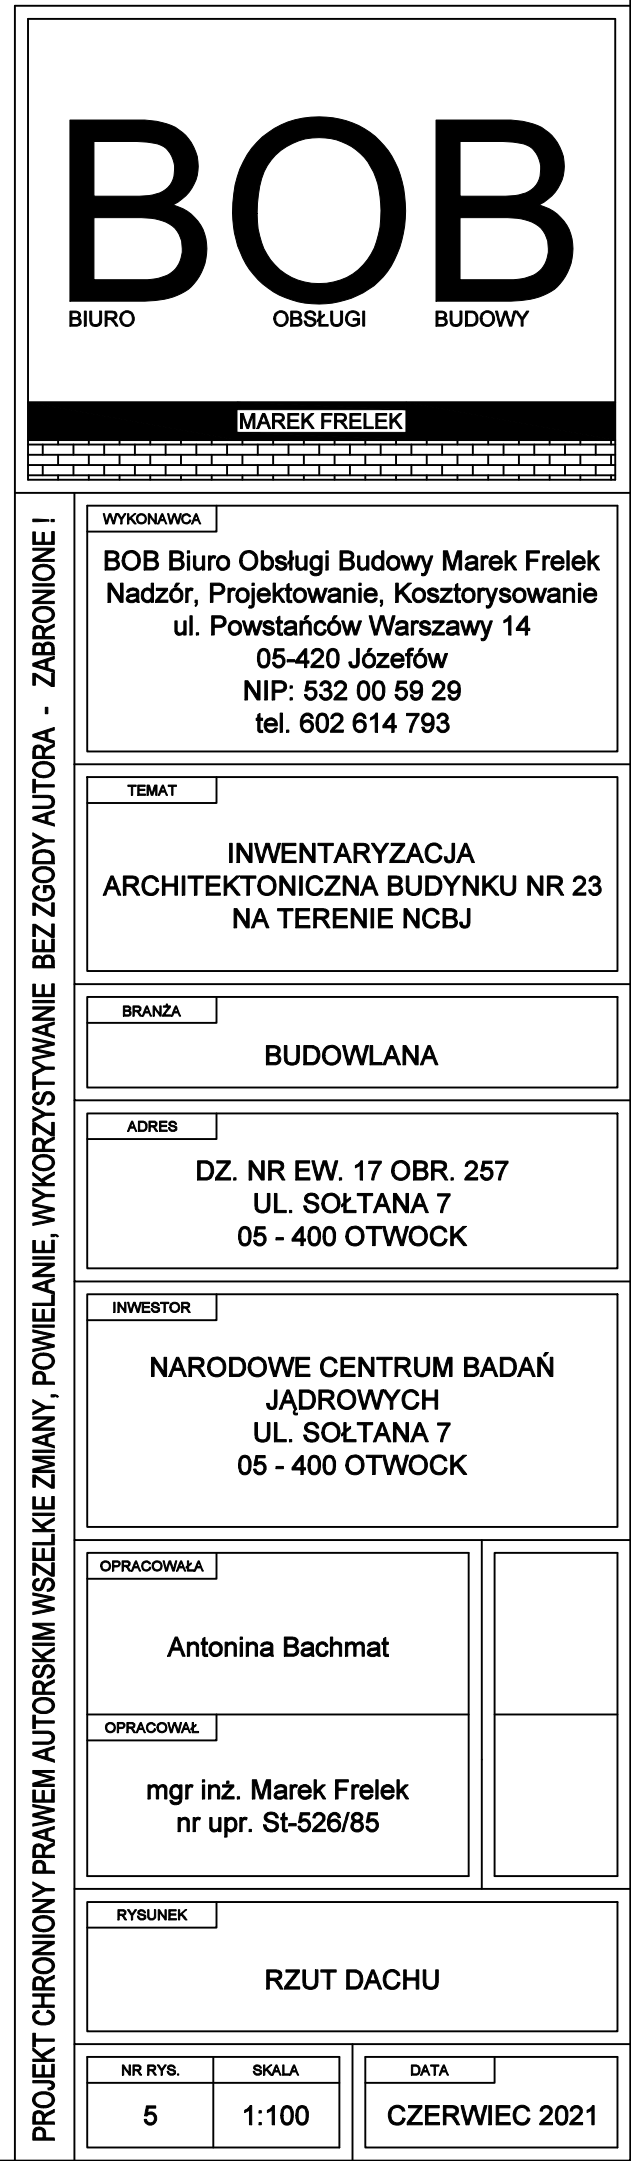 BOB
BIURO OBSŁUGI BUDOWY
MAREK FRELEK
PROJEKT CHRONIONY PRAWEM AUTORSKIM WSZELKIE ZMIANY, POWIELANIE, WYKORZYSTYWANIE BEZ ZGODY AUTORA - ZABRONIONE !
WYKONAWCA
BOB Biuro Obsługi Budowy Marek Frelek
Nadzór, Projektowanie, Kosztorysowanie
ul. Powstańców Warszawy 14
05-420 Józefów
NIP: 532 00 59 29
tel. 602 614 793
TEMAT
INWENTARYZACJA
ARCHITEKTONICZNA BUDYNKU NR 23
NA TERENIE NCBJ
BRANŻA
BUDOWLANA
ADRES
DZ. NR EW. 17 OBR. 257
UL. SOŁTANA 7
05 - 400 OTWOCK
INWESTOR
NARODOWE CENTRUM BADAŃ
JĄDROWYCH
UL. SOŁTANA 7
05 - 400 OTWOCK
OPRACOWAŁA
Antonina Bachmat
OPRACOWAŁ
mgr inż. Marek Frelek
nr upr. St-526/85
RYSUNEK
RZUT DACHU
NR RYS. SKALA DATA
5 1:100 CZERWIEC 2021